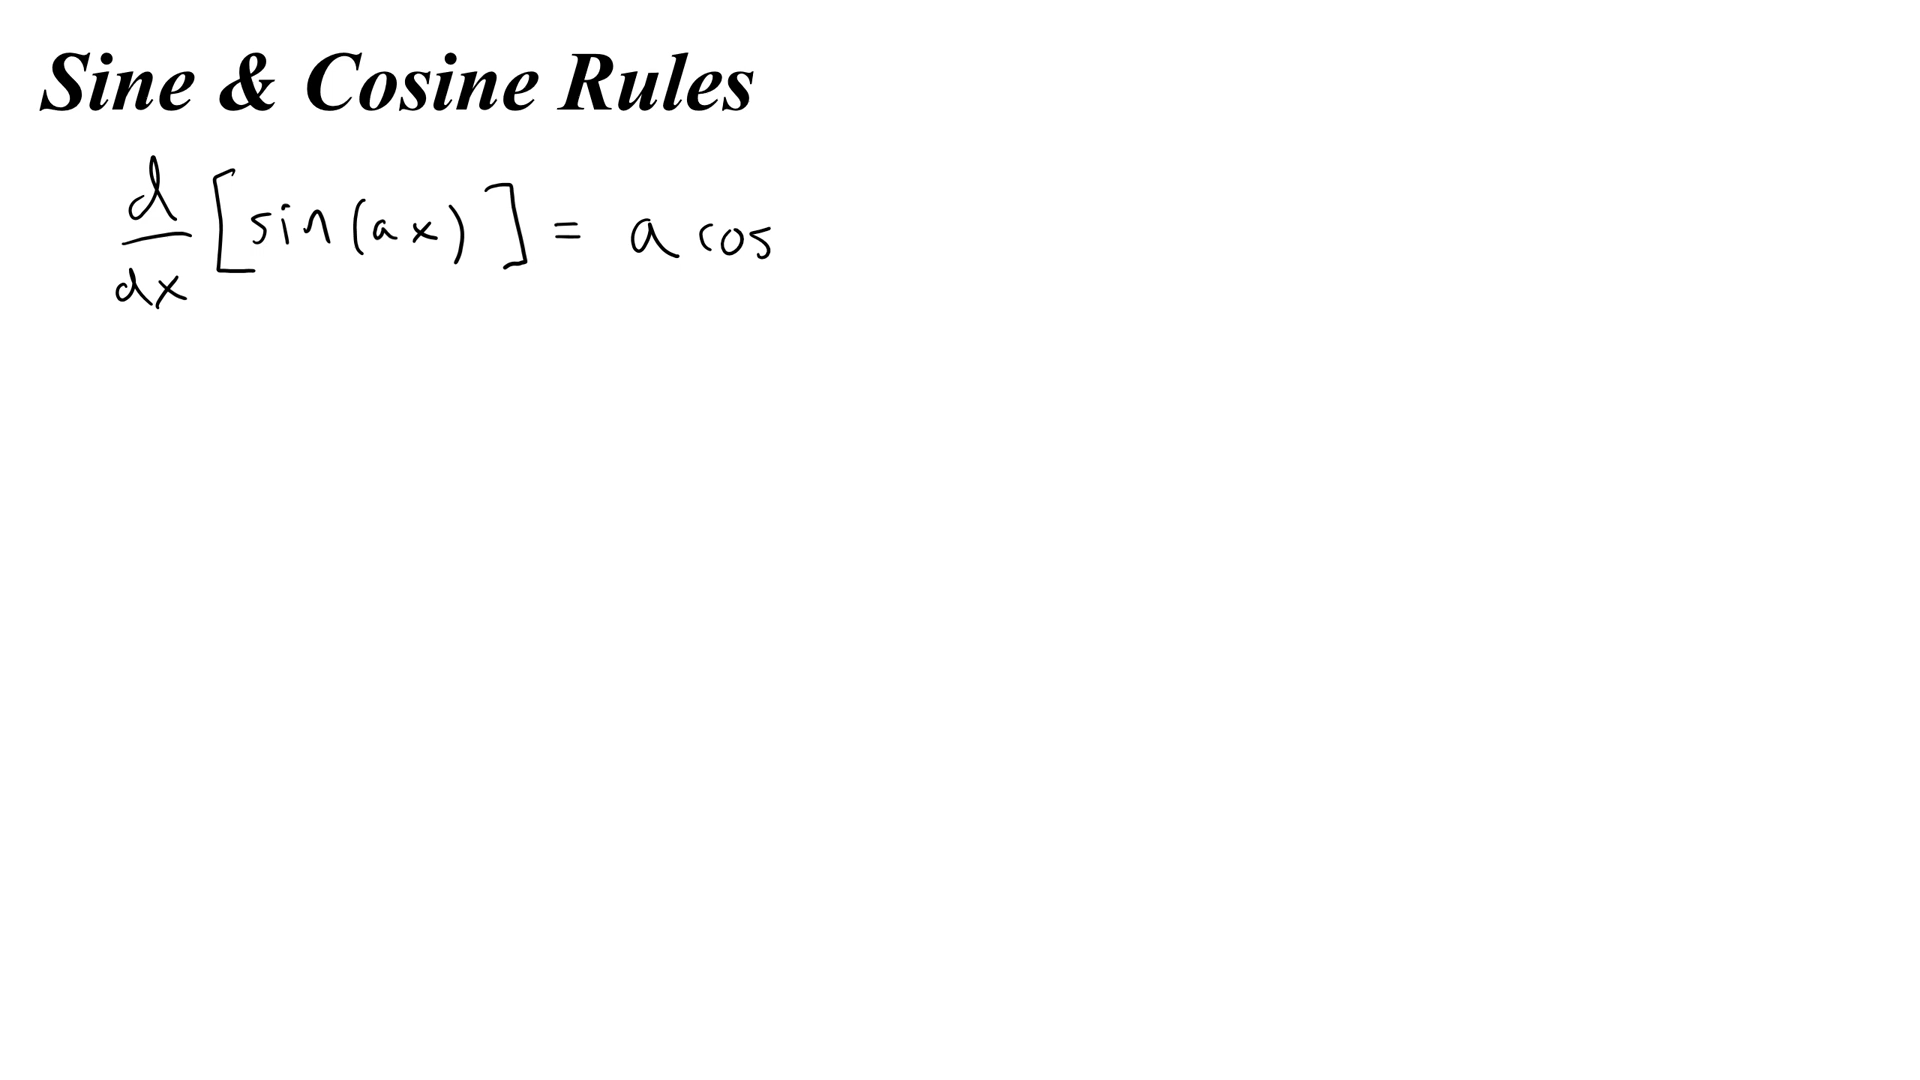 Sine & Cosine Rules
d/dx [sin(ax)] = a cos